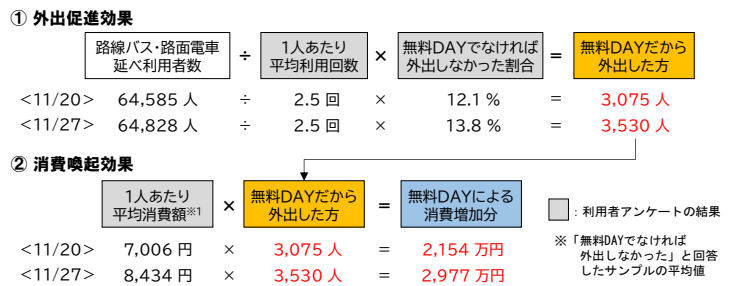 ① 外出促進効果
路線バス・路面電車
延べ利用者数
÷
1人あたり
平均利用回数
×
無料DAYでなければ
外出しなかった割合
=
無料DAYだから
外出した方
<11/20> 64,585 人 ÷ 2.5 回 × 12.1 % = 3,075 人
<11/27> 64,828 人 ÷ 2.5 回 × 13.8 % = 3,530 人
② 消費喚起効果
1人あたり
平均消費額※1
×
無料DAYだから
外出した方
=
無料DAYによる
消費増加分
<11/20> 7,006 円 × 3,075 人 = 2,154 万円
<11/27> 8,434 円 × 3,530 人 = 2,977 万円
：利用者アンケートの結果
※「無料DAYでなければ
外出しなかった」と回答
したサンプルの平均値